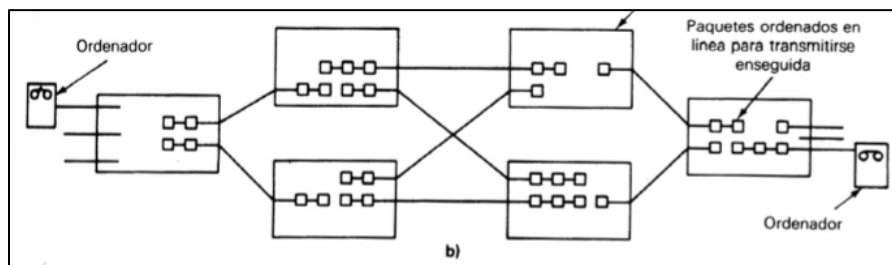 Ordenador
Paquetes ordenados en
línea para transmitirse
enseguida
Ordenador
b)